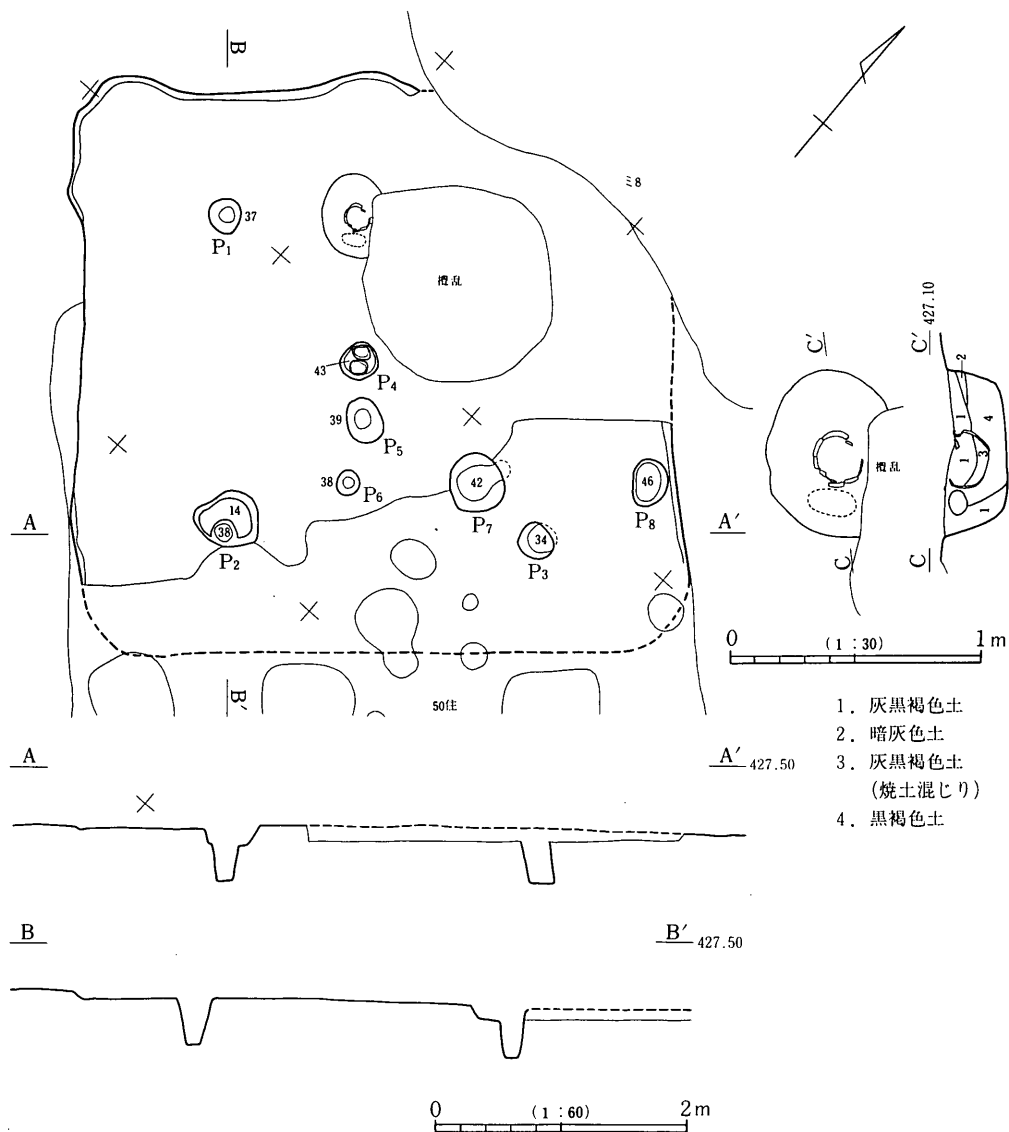 B
ミ8
37
P1
攪乱
43
P4
39
P5
38
P6
42
P7
46
P8
14
38
P2
34
P3
A
A′
B′
50住
C′
C
攪乱
C′ 427.10
2
1
4
1
3
1
C
0 (1:30) 1m
1. 灰黒褐色土
2. 暗灰色土
3. 灰黒褐色土
(焼土混じり)
4. 黒褐色土
A
A′ 427.50
B
B′ 427.50
0 (1:60) 2m